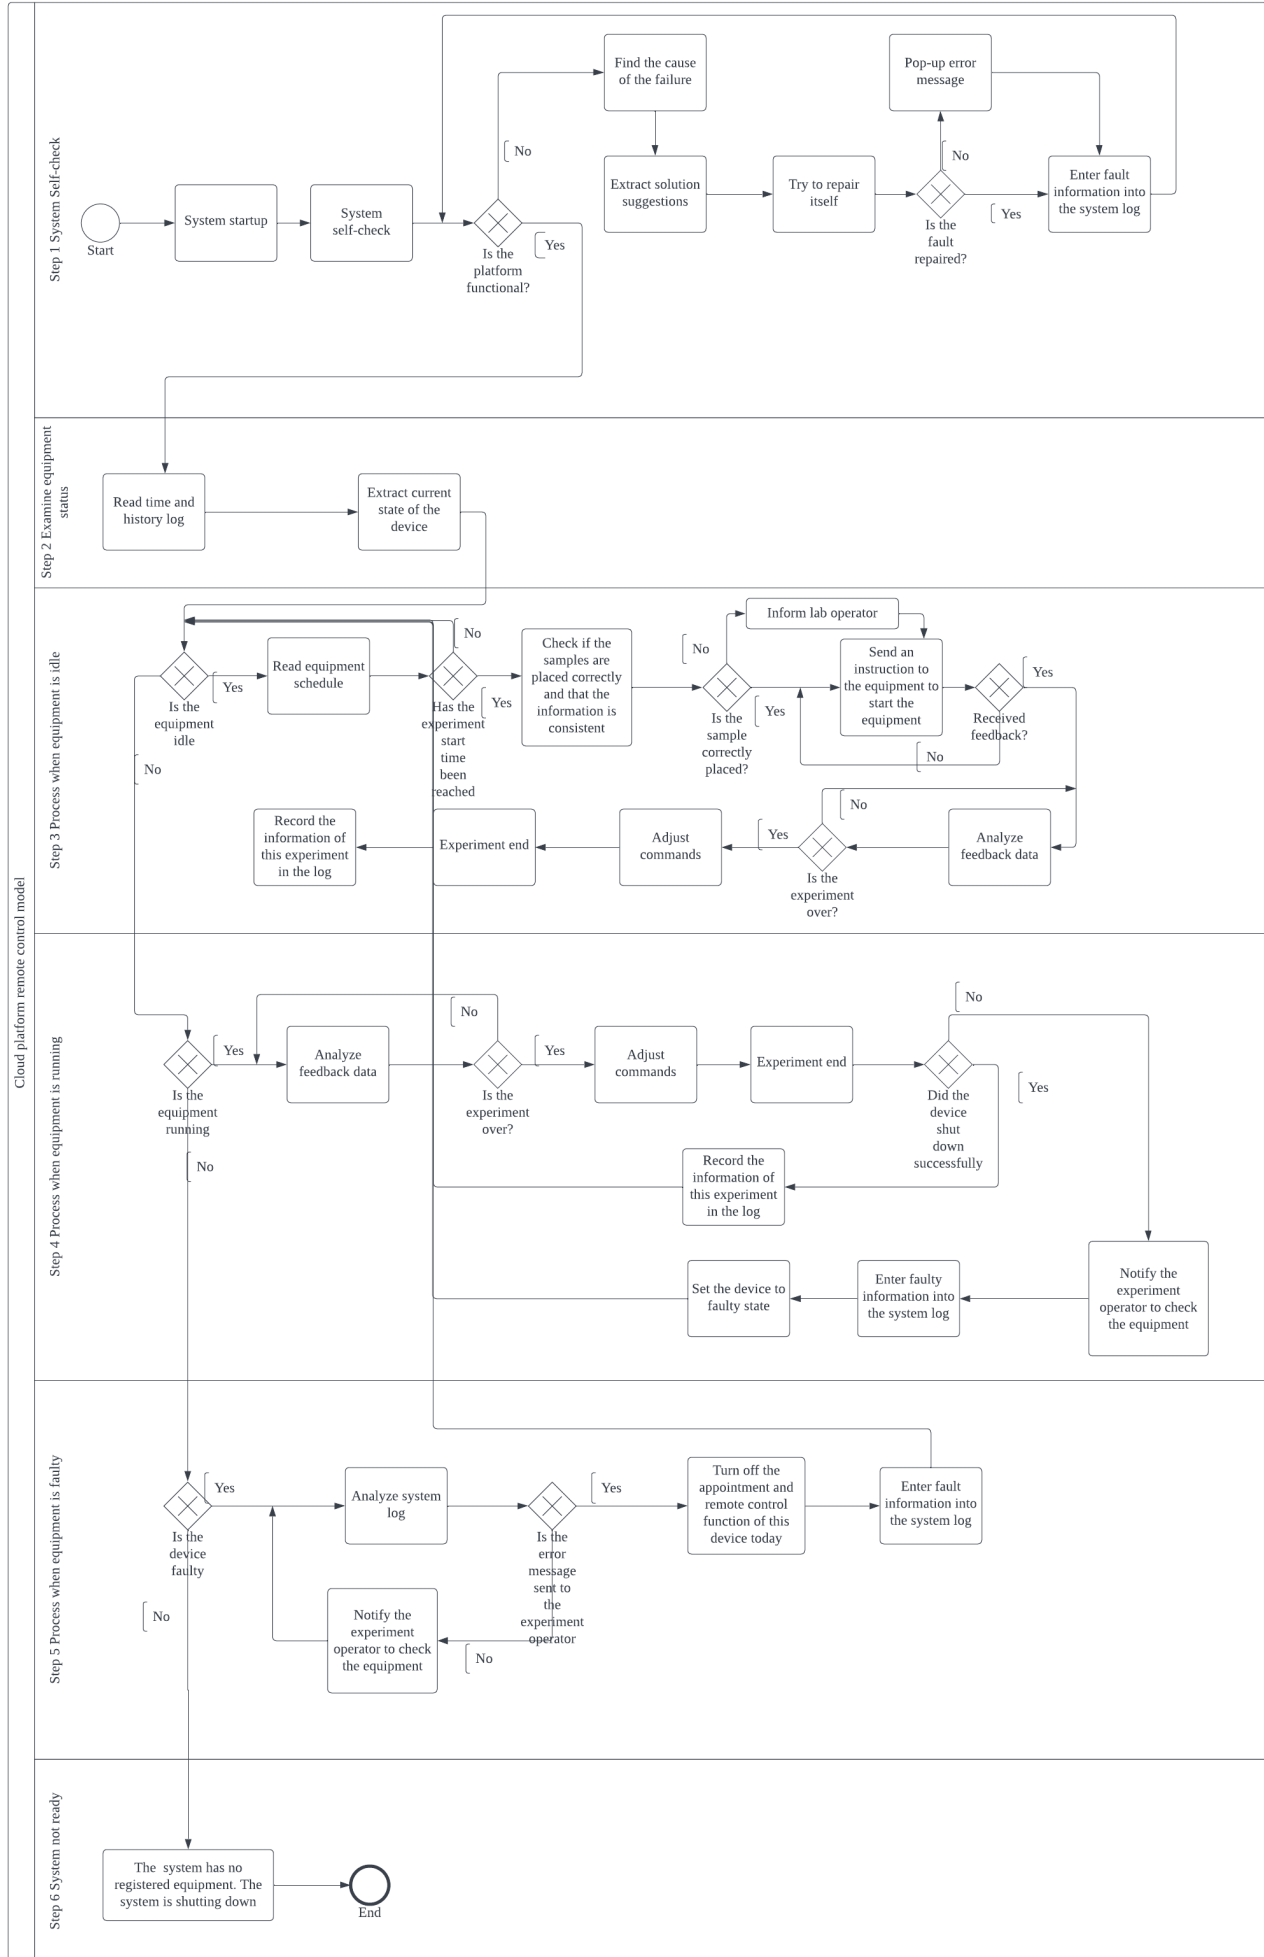 Cloud platform remote control model
Step 1 System Self-check
Start
System startup
System
self-check
Is the
platform
functional?
No
Yes
Find the cause
of the failure
Extract solution
suggestions
Try to repair
itself
Is the
fault
repaired?
No
Yes
Pop-up error
message
Enter fault
information into
the system log
Step 2 Examine equipment
status
Read time and
history log
Extract current
state of the
device
Step 3 Process when equipment is idle
Is the
equipment
idle
Yes
No
Read equipment
schedule
Has the
experiment
start
time
been
reached
No
Yes
Check if the
samples are
placed correctly
and that the
information is
consistent
Is the
sample
correctly
placed?
No
Yes
Inform lab operator
Send an
instruction to
the equipment to
start the
equipment
Received
feedback?
Yes
No
Analyze
feedback data
Is the
experiment
over?
No
Yes
Adjust
commands
Experiment end
Record the
information of
this experiment
in the log
Step 4 Process when equipment is running
Is the
equipment
running
Yes
No
Analyze
feedback data
Is the
experiment
over?
No
Yes
Adjust
commands
Experiment end
Did the
device
shut
down
successfully
No
Yes
Record the
information of
this experiment
in the log
Set the device to
faulty state
Enter faulty
information into
the system log
Notify the
experiment
operator to check
the equipment
Step 5 Process when equipment is faulty
Is the
device
faulty
Yes
No
Analyze system
log
Is the
error
message
sent to
the
experiment
operator
Yes
No
Turn off the
appointment and
remote control
function of this
device today
Enter fault
information into
the system log
Notify the
experiment
operator to check
the equipment
Step 6 System not ready
The system has no
registered equipment. The
system is shutting down
End